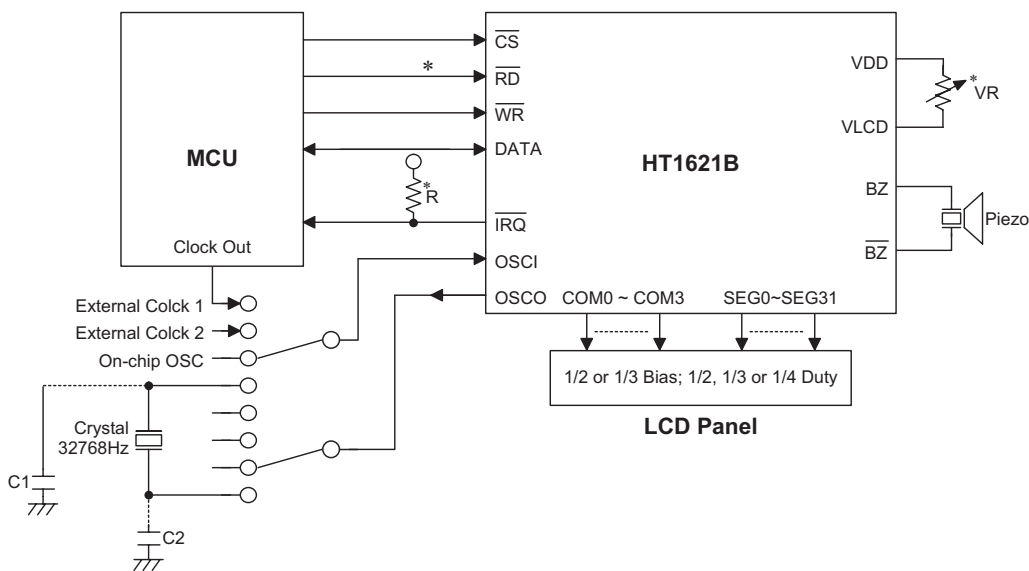 MCU
Clock Out
CS
RD
WR
DATA
IRQ
OSCI
OSCO
*
*
R
HT1621B
VDD
VLCD
BZ
BZ
COM0 ~ COM3
SEG0~SEG31
*
VR
Piezo
External Colck 1
External Colck 2
On-chip OSC
Crystal
32768Hz
C1
C2
1/2 or 1/3 Bias; 1/2, 1/3 or 1/4 Duty
LCD Panel